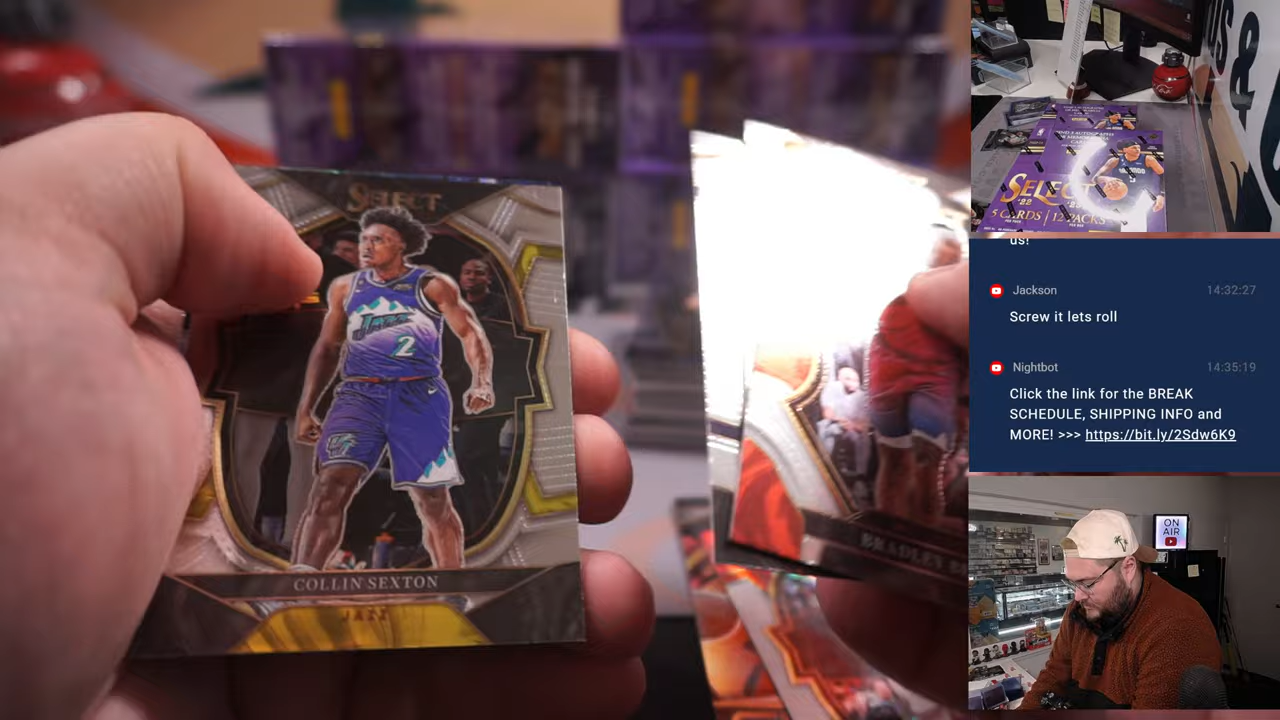 SELECT
JAZZ
2
COLLIN SEXTON
JAZZ
BRADLEY
SELECT
5 CARDS | 12 PACKS
&
us!
Jackson 14:32:27
Screw it lets roll
Nightbot 14:35:19
Click the link for the BREAK
SCHEDULE, SHIPPING INFO and
MORE! >>> https://bit.ly/2Sdw6K9
ON
AIR